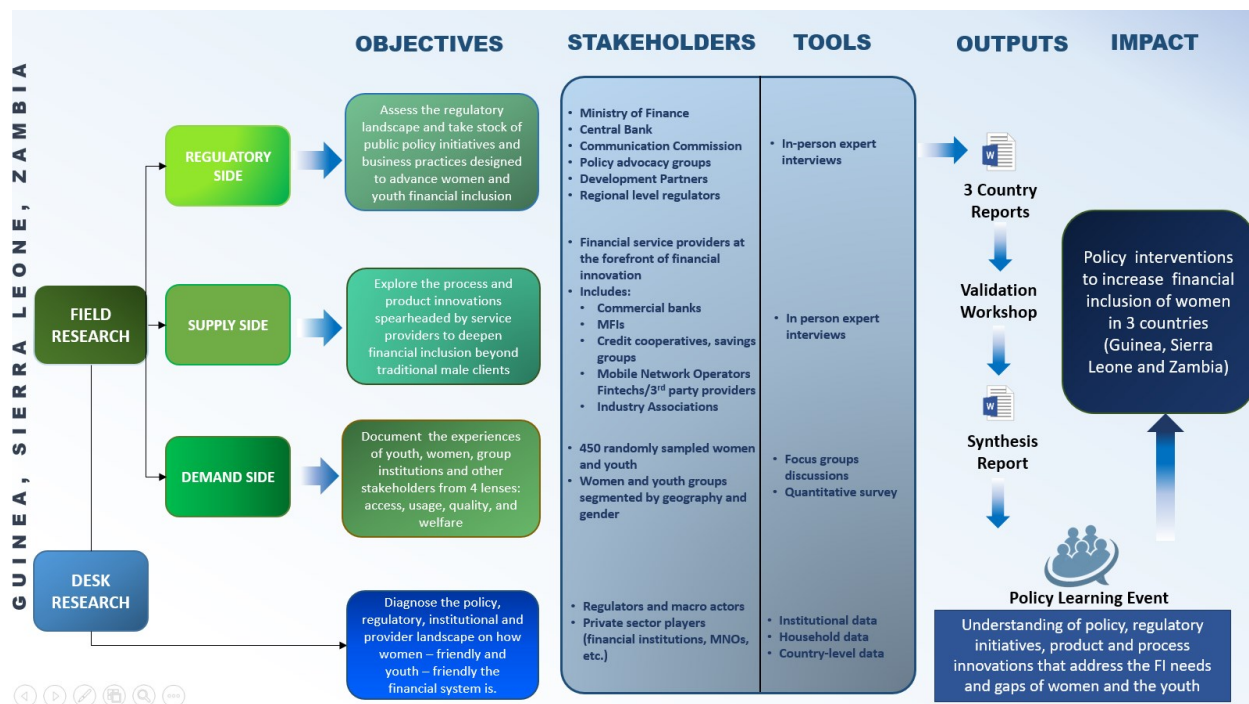 GUINEA, SIERRA LEONE, ZAMBIA
OBJECTIVES
STAKEHOLDERS
TOOLS
OUTPUTS
IMPACT
FIELD
RESEARCH
REGULATORY
SIDE
Assess the regulatory
landscape and take stock of
public policy initiatives and
business practices designed
to advance women and
youth financial inclusion
• Ministry of Finance
• Central Bank
• Communication Commission
• Policy advocacy groups
• Development Partners
• Regional level regulators
• In-person expert
interviews
SUPPLY SIDE
Explore the process and
product innovations
spearheaded by service
providers to deepen
financial inclusion beyond
traditional male clients
• Financial service providers at
the forefront of financial
innovation
• Includes:
• Commercial banks
• MFIs
• Credit cooperatives, savings
groups
• Mobile Network Operators
Fintechs/3rd party providers
• Industry Associations
• In person expert
interviews
DEMAND SIDE
Document the experiences
of youth, women, group
institutions and other
stakeholders from 4 lenses:
access, usage, quality, and
welfare
• 450 randomly sampled women
and youth
• Women and youth groups
segmented by geography and
gender
• Focus groups
discussions
• Quantitative survey
DESK
RESEARCH
Diagnose the policy,
regulatory, institutional and
provider landscape on how
women – friendly and
youth – friendly the
financial system is.
• Regulators and macro actors
• Private sector players
(financial institutions, MNOs,
etc.)
• Institutional data
• Household data
• Country-level data
W
3 Country
Reports
Validation
Workshop
W
Synthesis
Report
Policy Learning Event
Understanding of policy, regulatory
initiatives, product and process
innovations that address the FI needs
and gaps of women and the youth
Policy interventions
to increase financial
inclusion of women
in 3 countries
(Guinea, Sierra
Leone and Zambia)